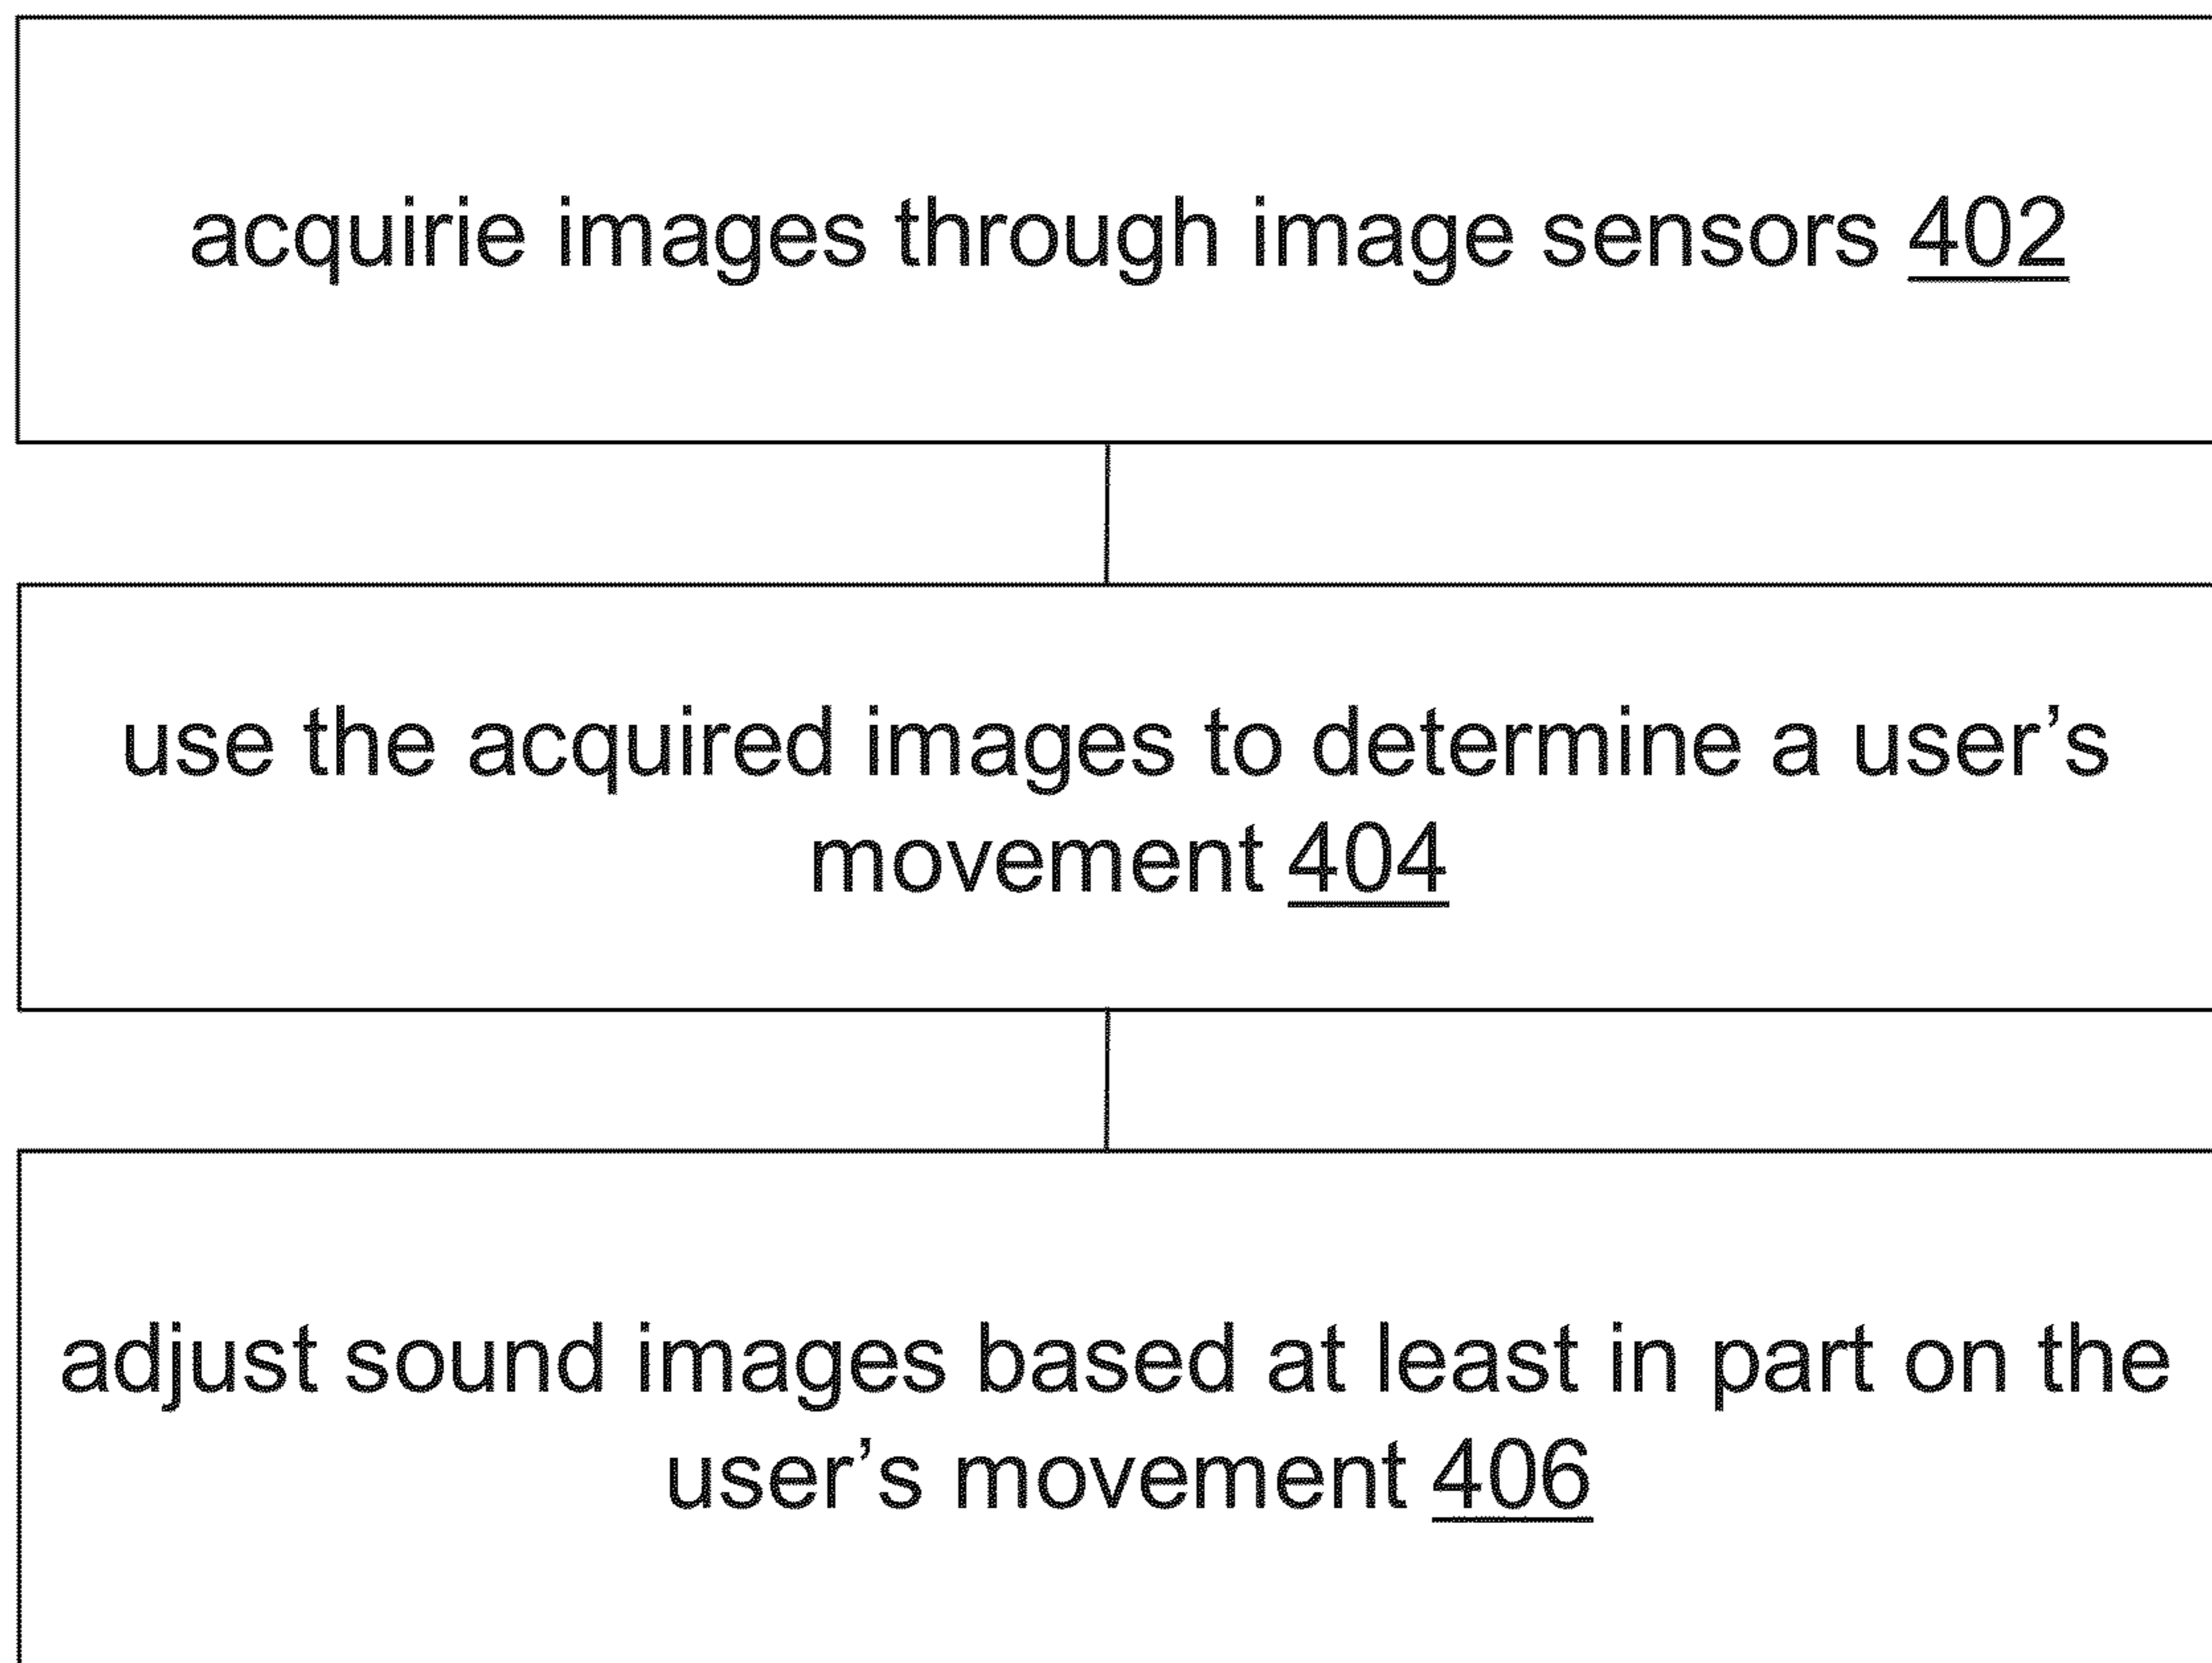 acquirie images through image sensors 402
use the acquired images to determine a user’s
movement 404
adjust sound images based at least in part on the
user’s movement 406